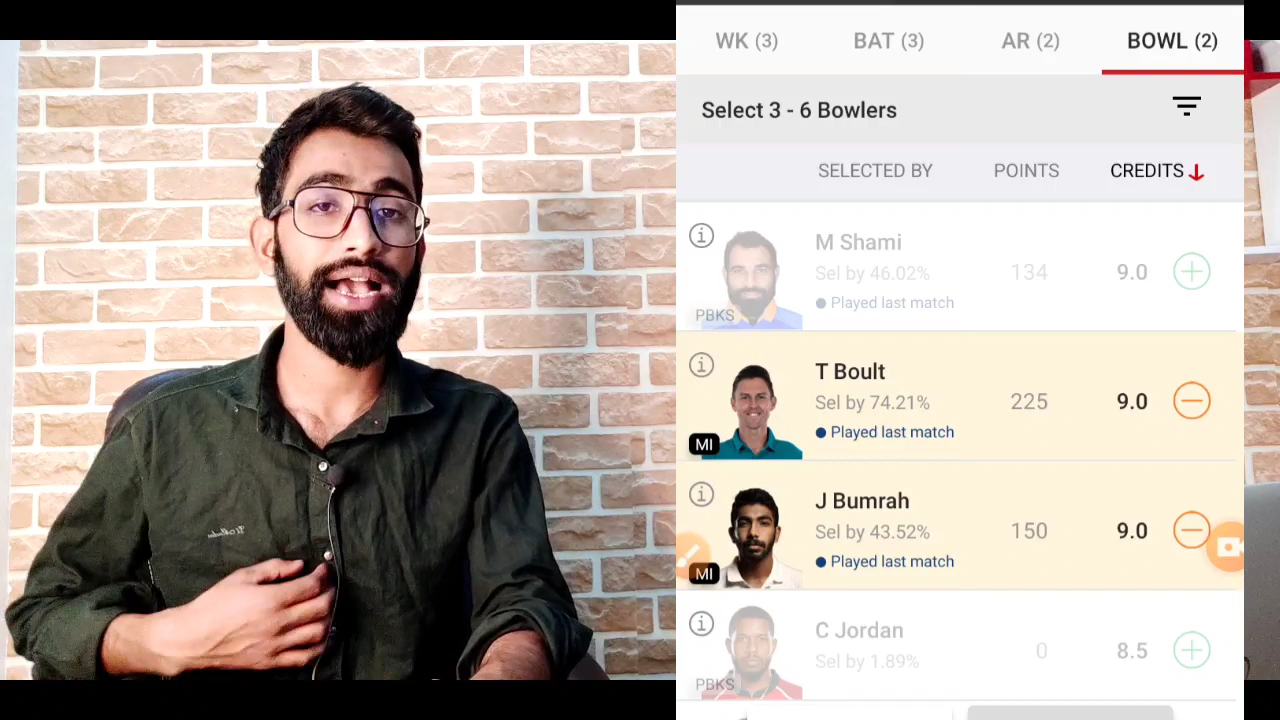 WK (3) BAT (3) AR (2) BOWL (2)
Select 3 - 6 Bowlers
SELECTED BY POINTS CREDITS
M Shami
Sel by 46.02% 134 9.0
Played last match
PBKS
T Boult
Sel by 74.21% 225 9.0
Played last match
MI
J Bumrah
Sel by 43.52% 150 9.0
Played last match
MI
C Jordan
Sel by 1.89% 0 8.5
PBKS